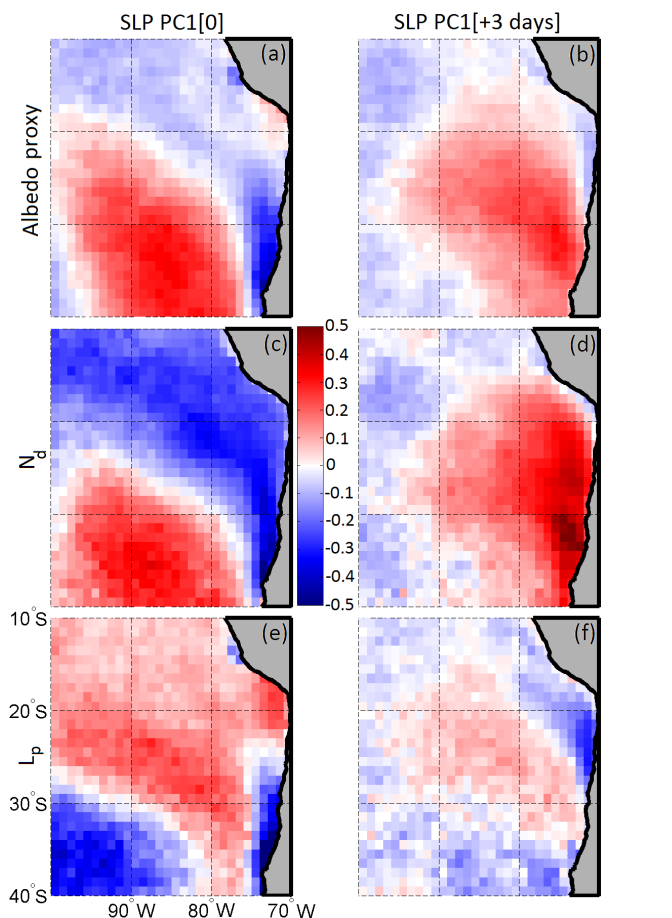 SLP PC1[0]
SLP PC1[+3 days]
(a)
(b)
Albedo proxy
(c)
(d)
0.5
0.4
0.3
0.2
0.1
0
-0.1
-0.2
-0.3
-0.4
-0.5
Nd
(e)
(f)
10°S
20°S
30°S
40°S
Lp
90°W
80°W
70°W